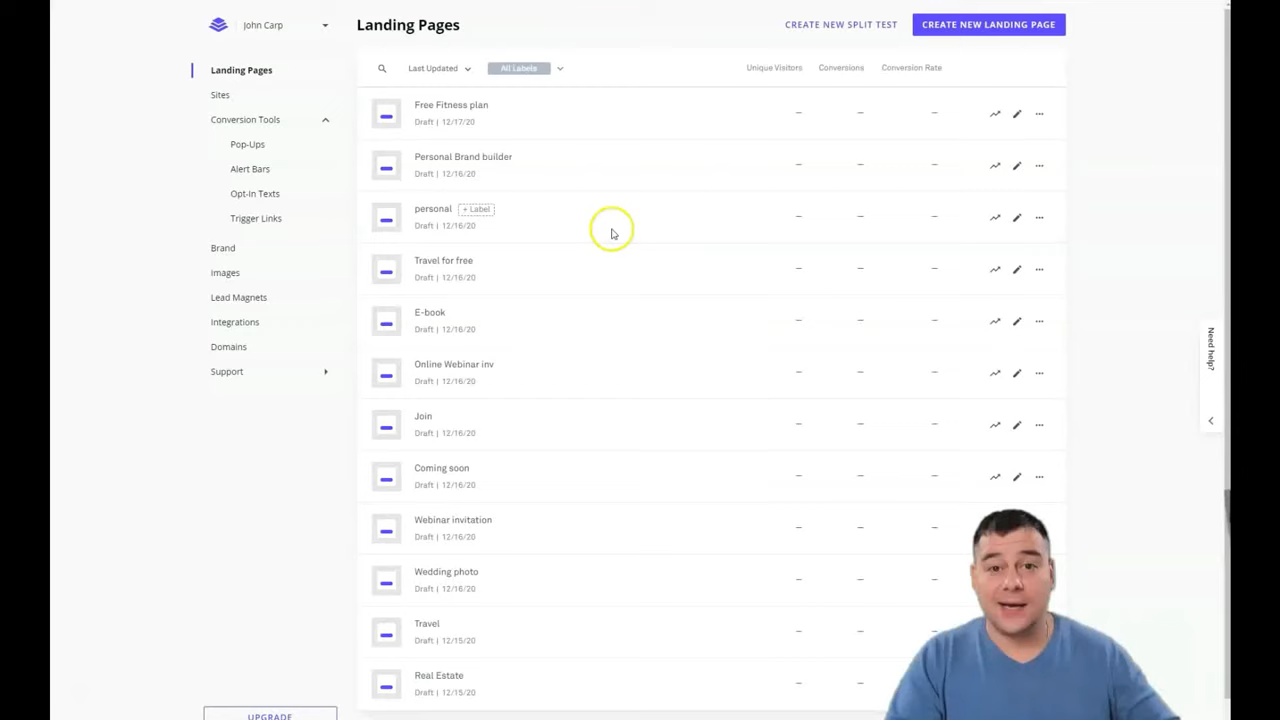 John Carp
Landing Pages
CREATE NEW SPLIT TEST
CREATE NEW LANDING PAGE
Landing Pages
Sites
Conversion Tools
Pop-Ups
Alert Bars
Opt-In Texts
Trigger Links
Brand
Images
Lead Magnets
Integrations
Domains
Support
UPGRADE
Last Updated
All Labels
Unique Visitors
Conversions
Conversion Rate
Free Fitness plan
Draft | 12/17/20
Personal Brand builder
Draft | 12/16/20
personal + Label
Draft | 12/16/20
Travel for free
Draft | 12/16/20
E-book
Draft | 12/16/20
Online Webinar inv
Draft | 12/16/20
Join
Draft | 12/16/20
Coming soon
Draft | 12/16/20
Webinar invitation
Draft | 12/16/20
Wedding photo
Draft | 12/16/20
Travel
Draft | 12/15/20
Real Estate
Draft | 12/15/20
Need help?